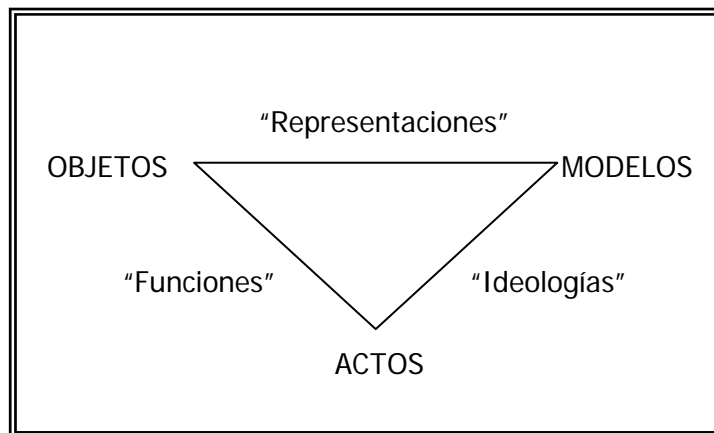 “Representaciones”
OBJETOS MODELOS
“Funciones” “Ideologías”
ACTOS